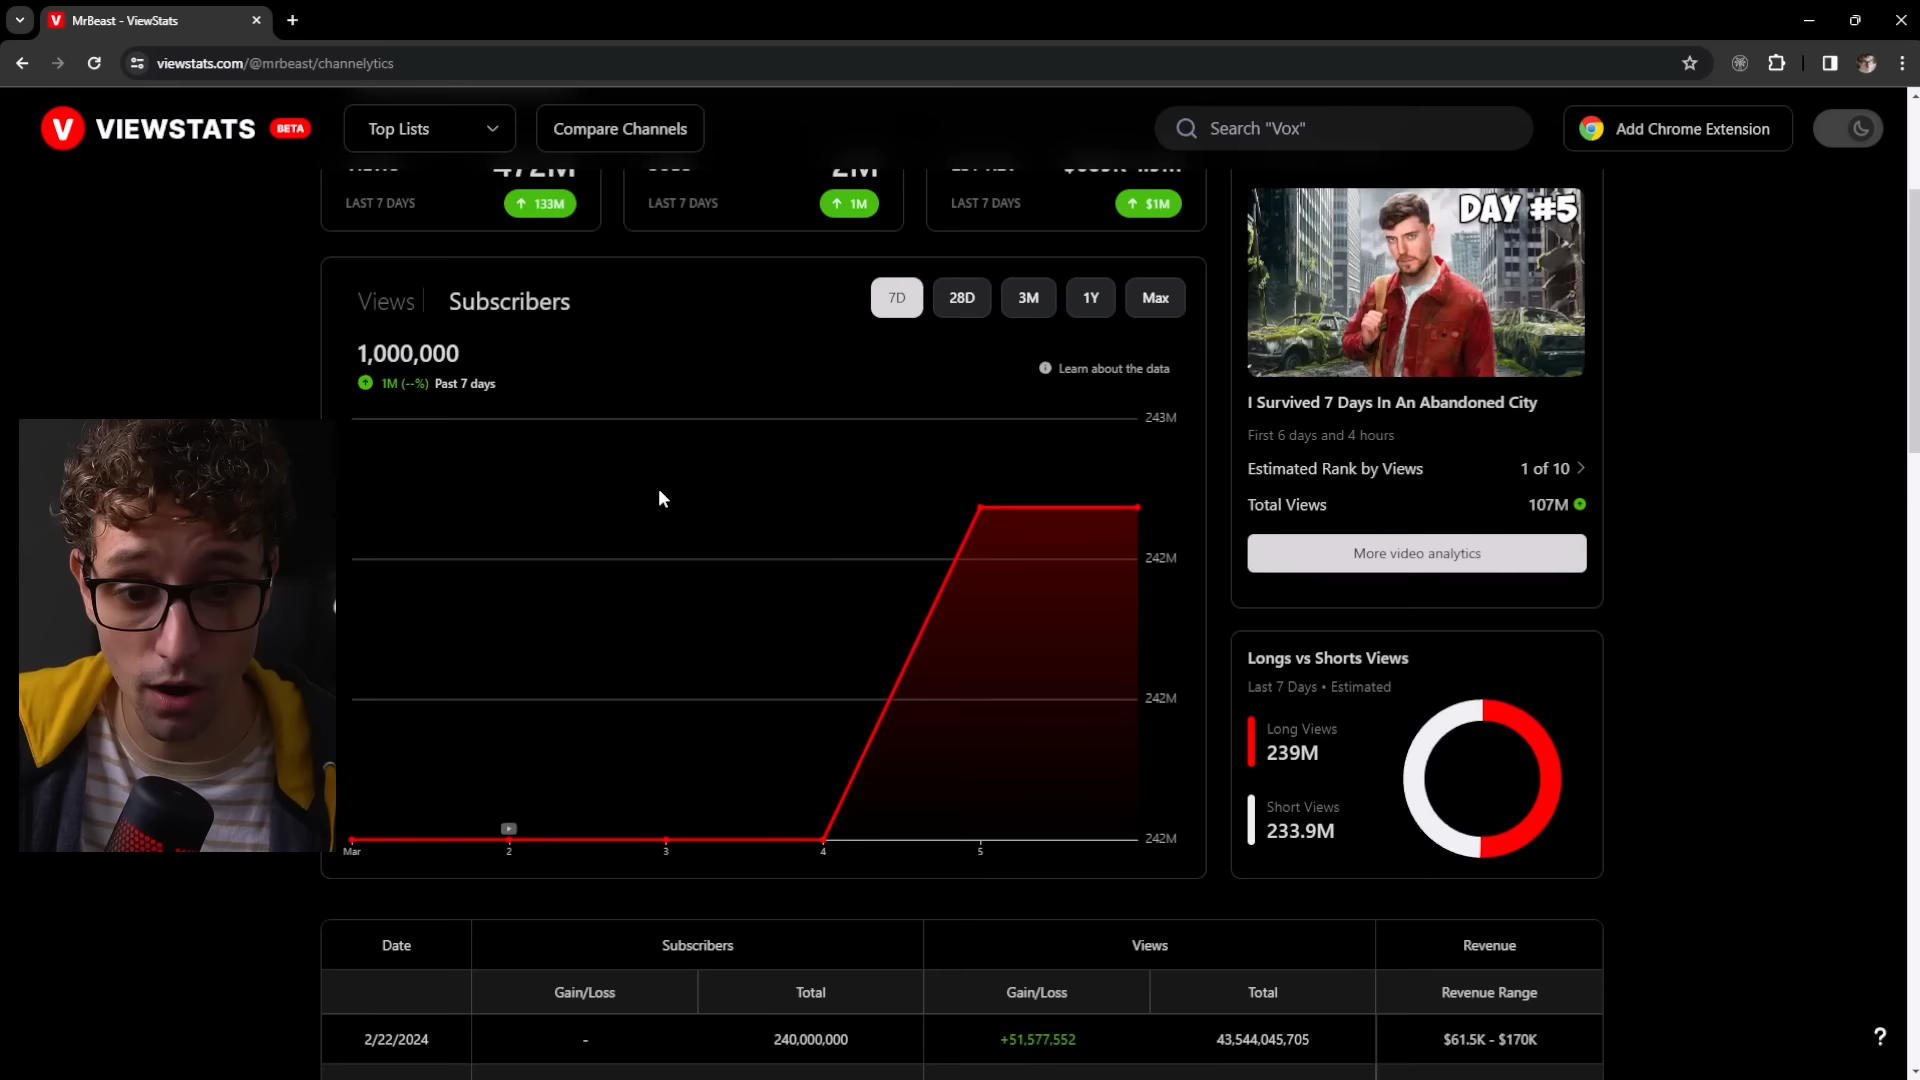 MrBeast - ViewStats
viewstats.com/@mrbeast/channelytics
V VIEWSTATS BETA
Top Lists
Compare Channels
Search "Vox"
Add Chrome Extension
472M
2M
LAST 7 DAYS
133M
LAST 7 DAYS
1M
LAST 7 DAYS
$1M
Views
Subscribers
7D
28D
3M
1Y
Max
1,000,000
1M (--%) Past 7 days
Learn about the data
243M
242M
242M
242M
Mar
2
3
4
5
DAY #5
I Survived 7 Days In An Abandoned City
First 6 days and 4 hours
Estimated Rank by Views
1 of 10
Total Views
107M
More video analytics
Longs vs Shorts Views
Last 7 Days • Estimated
Long Views
239M
Short Views
233.9M
Date
Subscribers
Views
Revenue
Gain/Loss
Total
Gain/Loss
Total
Revenue Range
2/22/2024
-
240,000,000
+51,577,552
43,544,045,705
$61.5K - $170K
?